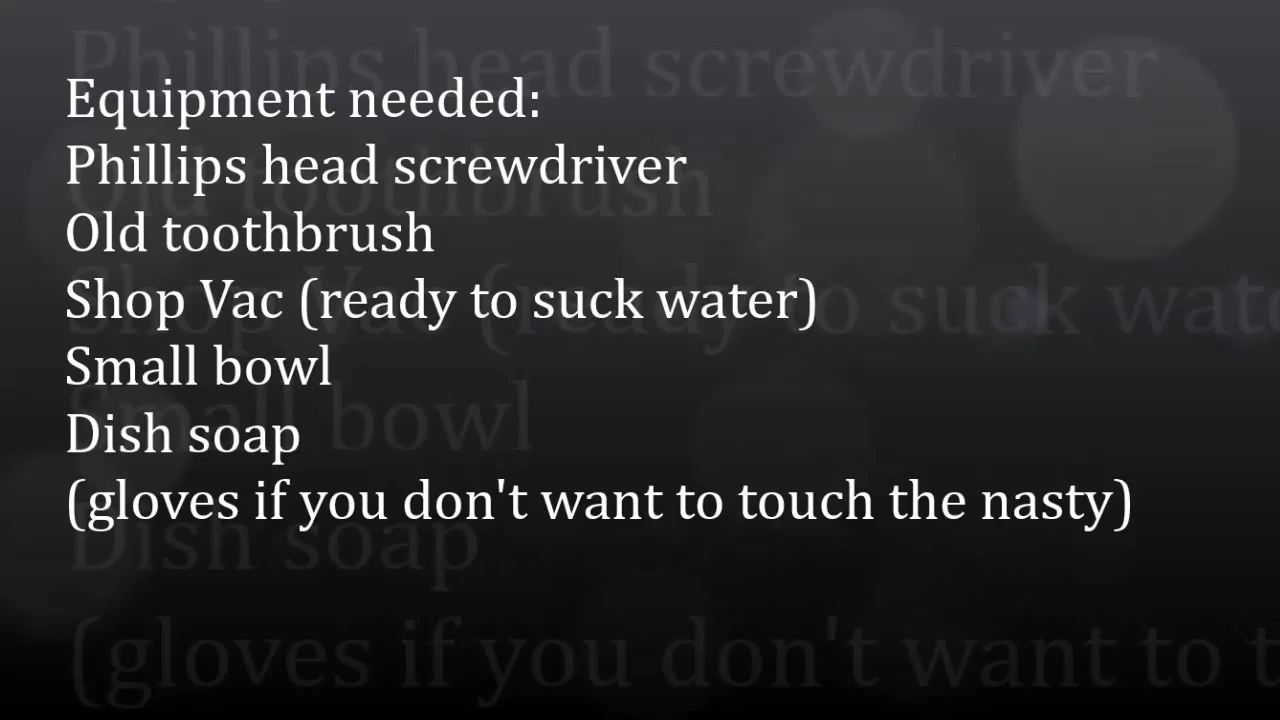 Equipment needed:
Phillips head screwdriver
Old toothbrush
Shop Vac (ready to suck water)
Small bowl
Dish soap
(gloves if you don't want to touch the nasty)